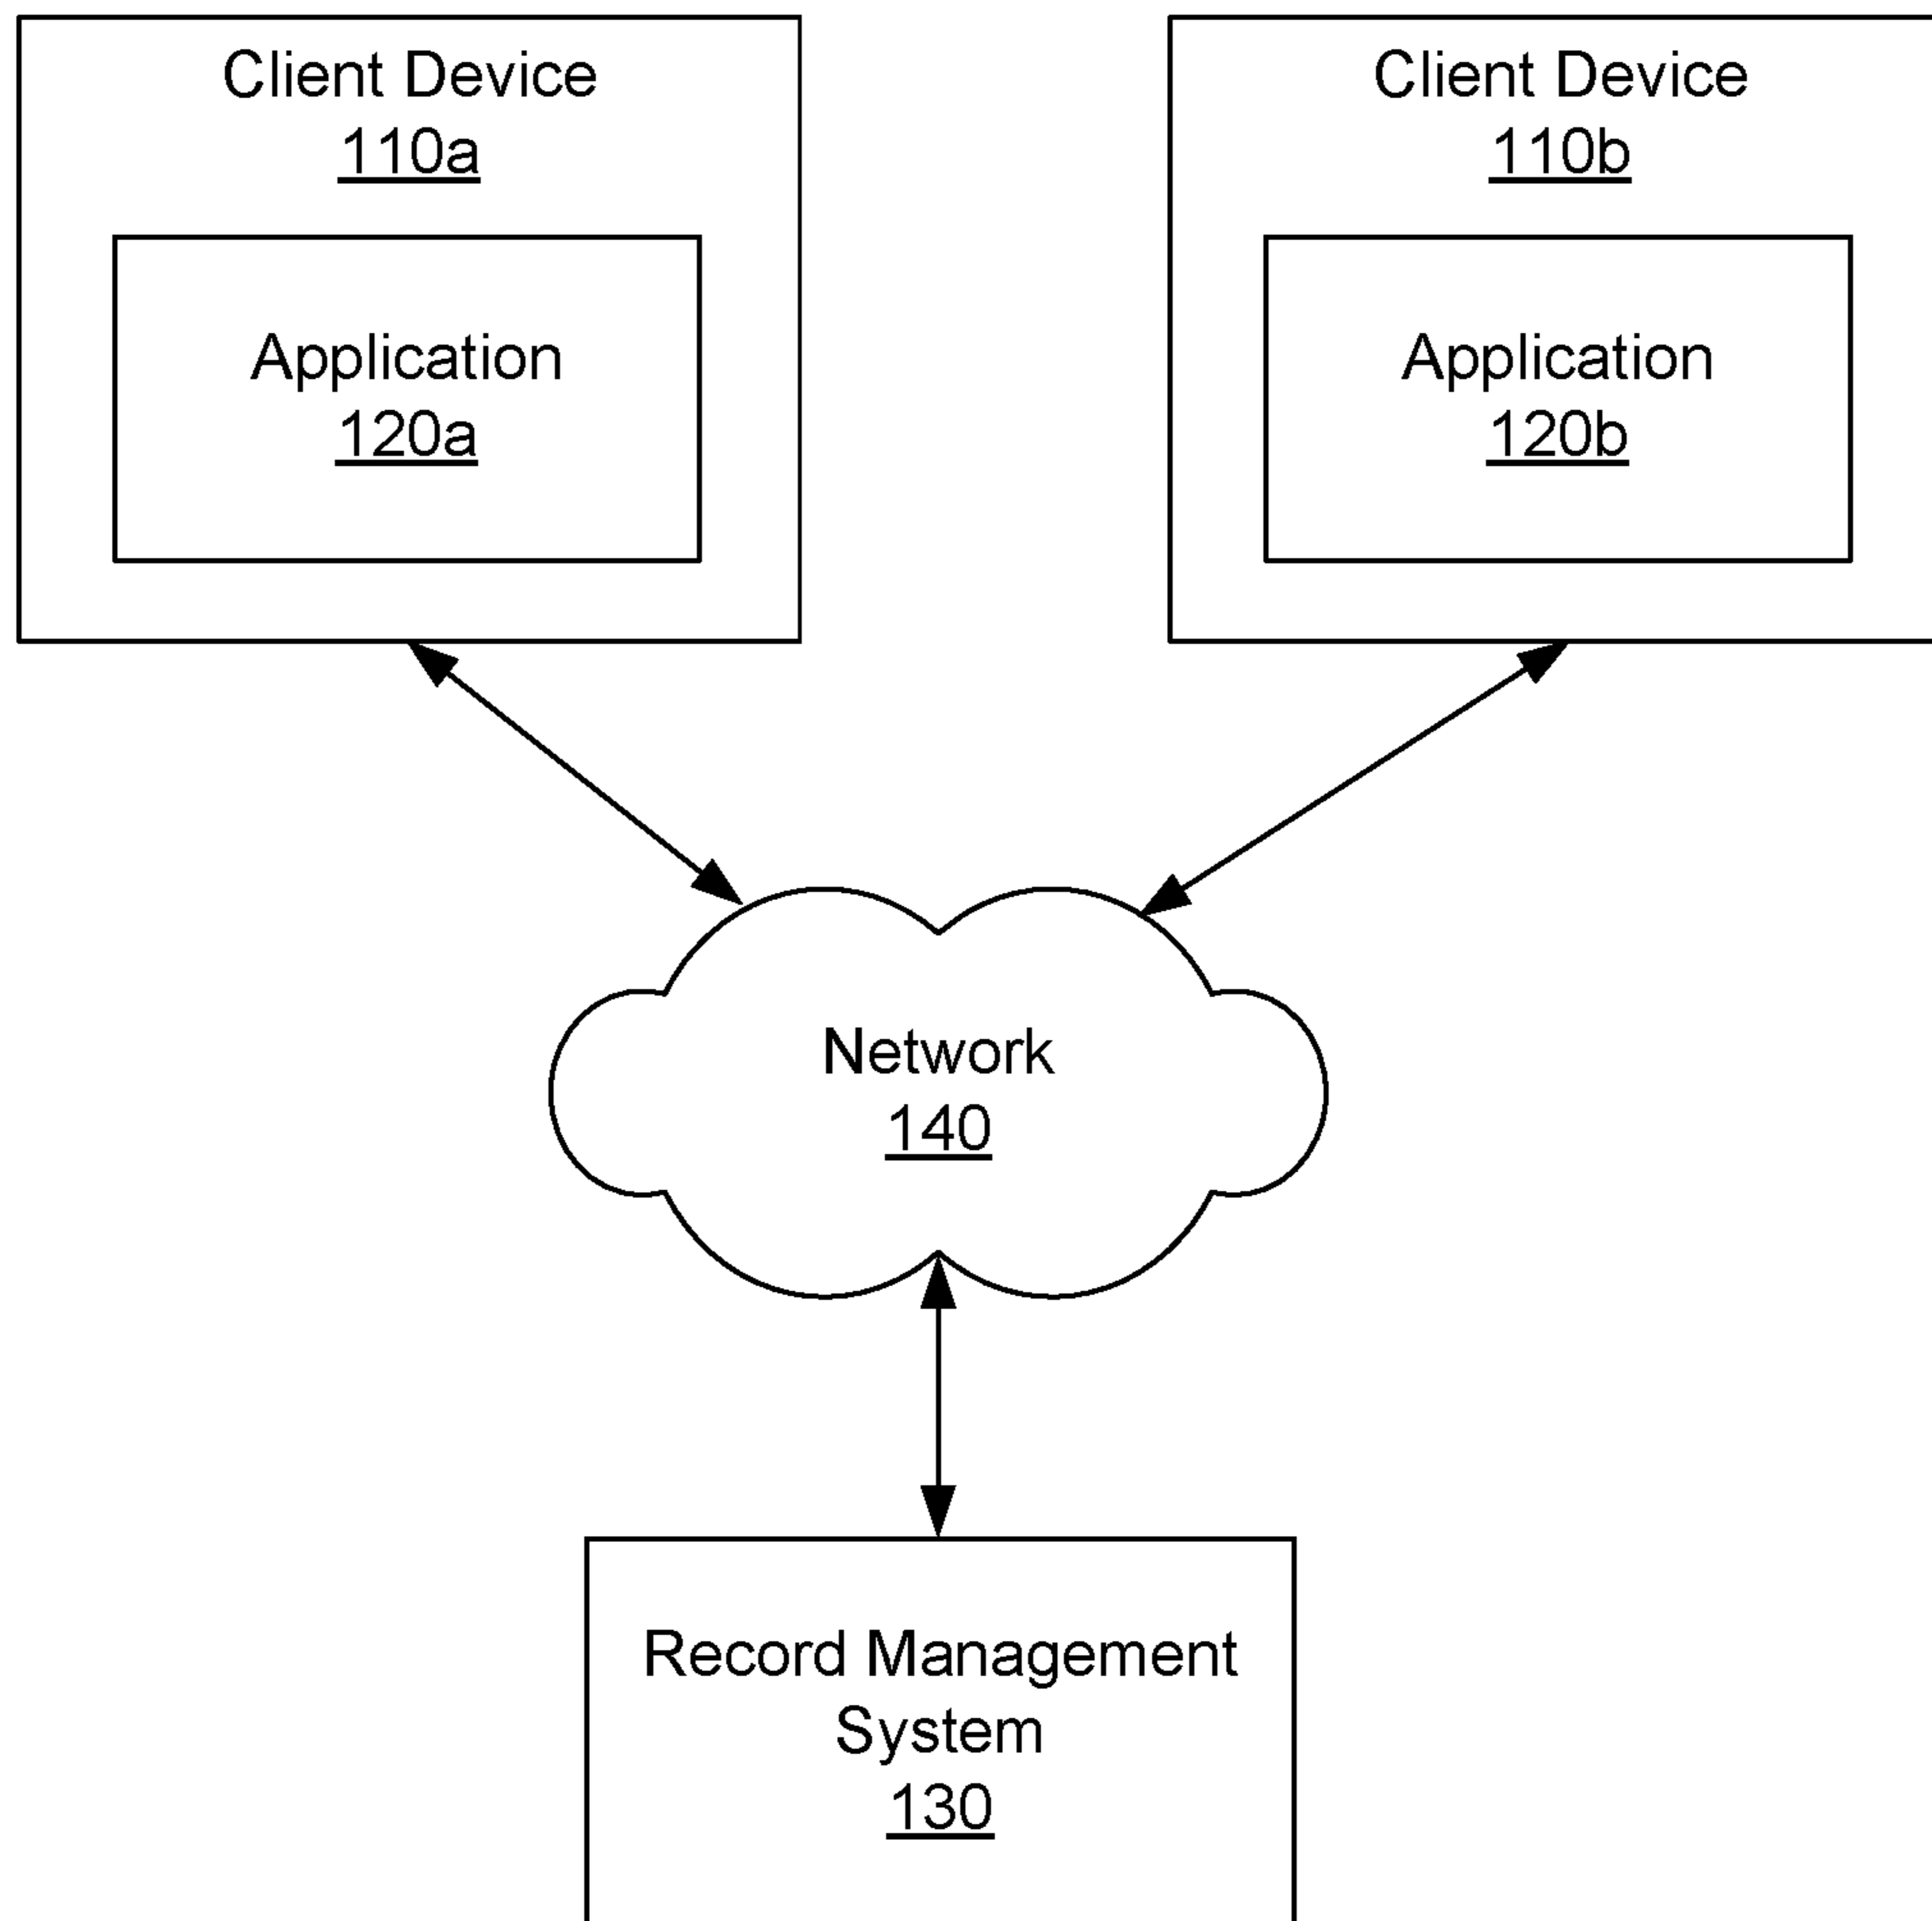 Client Device
110a
Application
120a
Client Device
110b
Application
120b
Network
140
Record Management
System
130